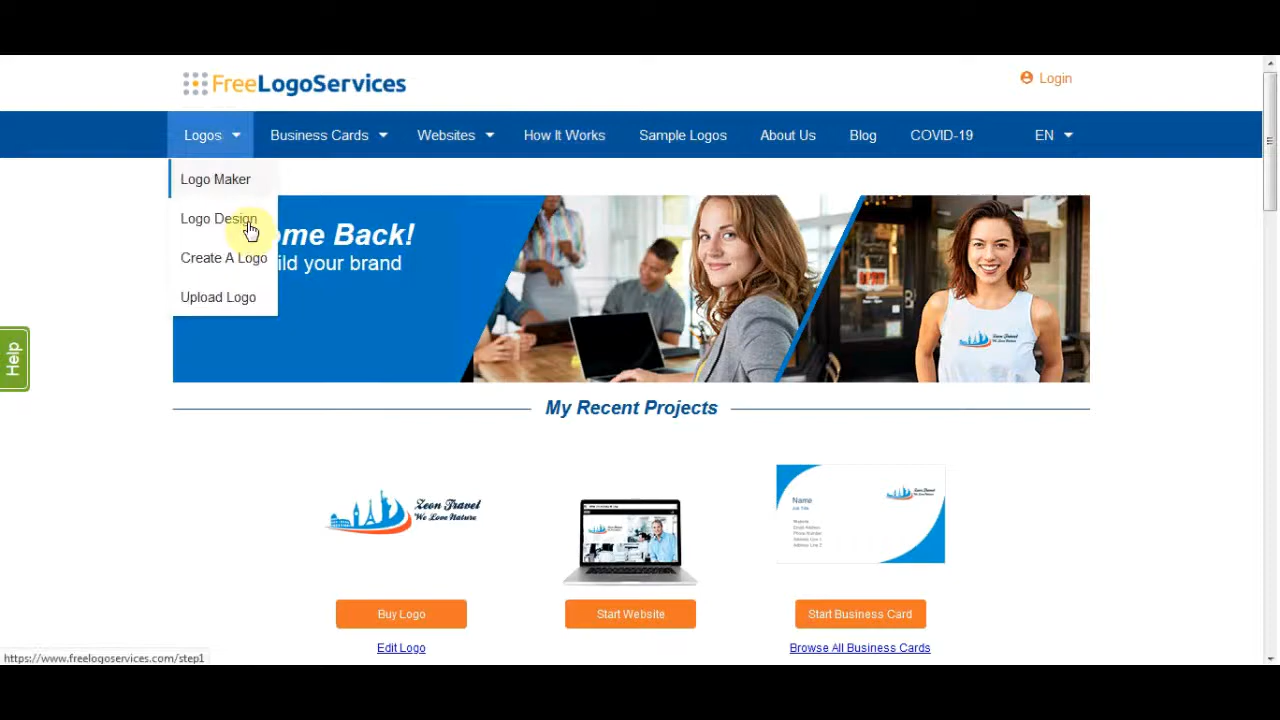 FreeLogoServices
Login
Logos
Business Cards
Websites
How It Works
Sample Logos
About Us
Blog
COVID-19
EN
Logo Maker
Logo Design
Create A Logo
Upload Logo
ome Back!
ild your brand
Help
My Recent Projects
Zeon Travel
We Love Nature
Name
Job Title
Buy Logo
Start Website
Start Business Card
Edit Logo
Browse All Business Cards
https://www.freelogoservices.com/step1